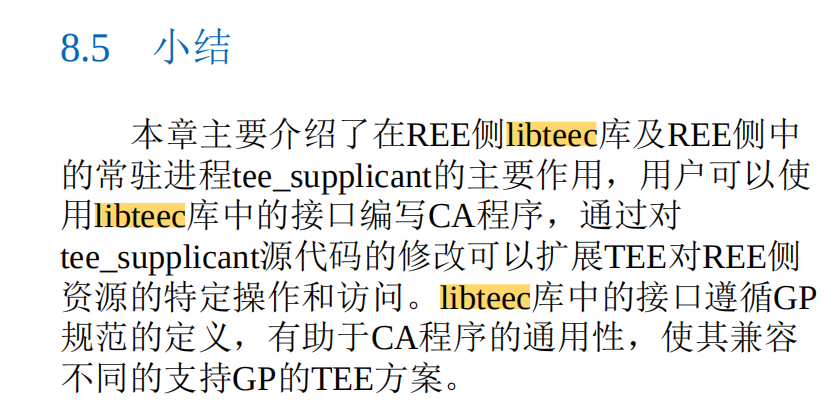 8.5 小结
本章主要介绍了在REE侧libteec库及REE侧中
的常驻进程tee_supplicant的主要作用，用户可以使
用libteec库中的接口编写CA程序，通过对
tee_supplicant源代码的修改可以扩展TEE对REE侧
资源的特定操作和访问。libteec库中的接口遵循GP
规范的定义，有助于CA程序的通用性，使其兼容
不同的支持GP的TEE方案。